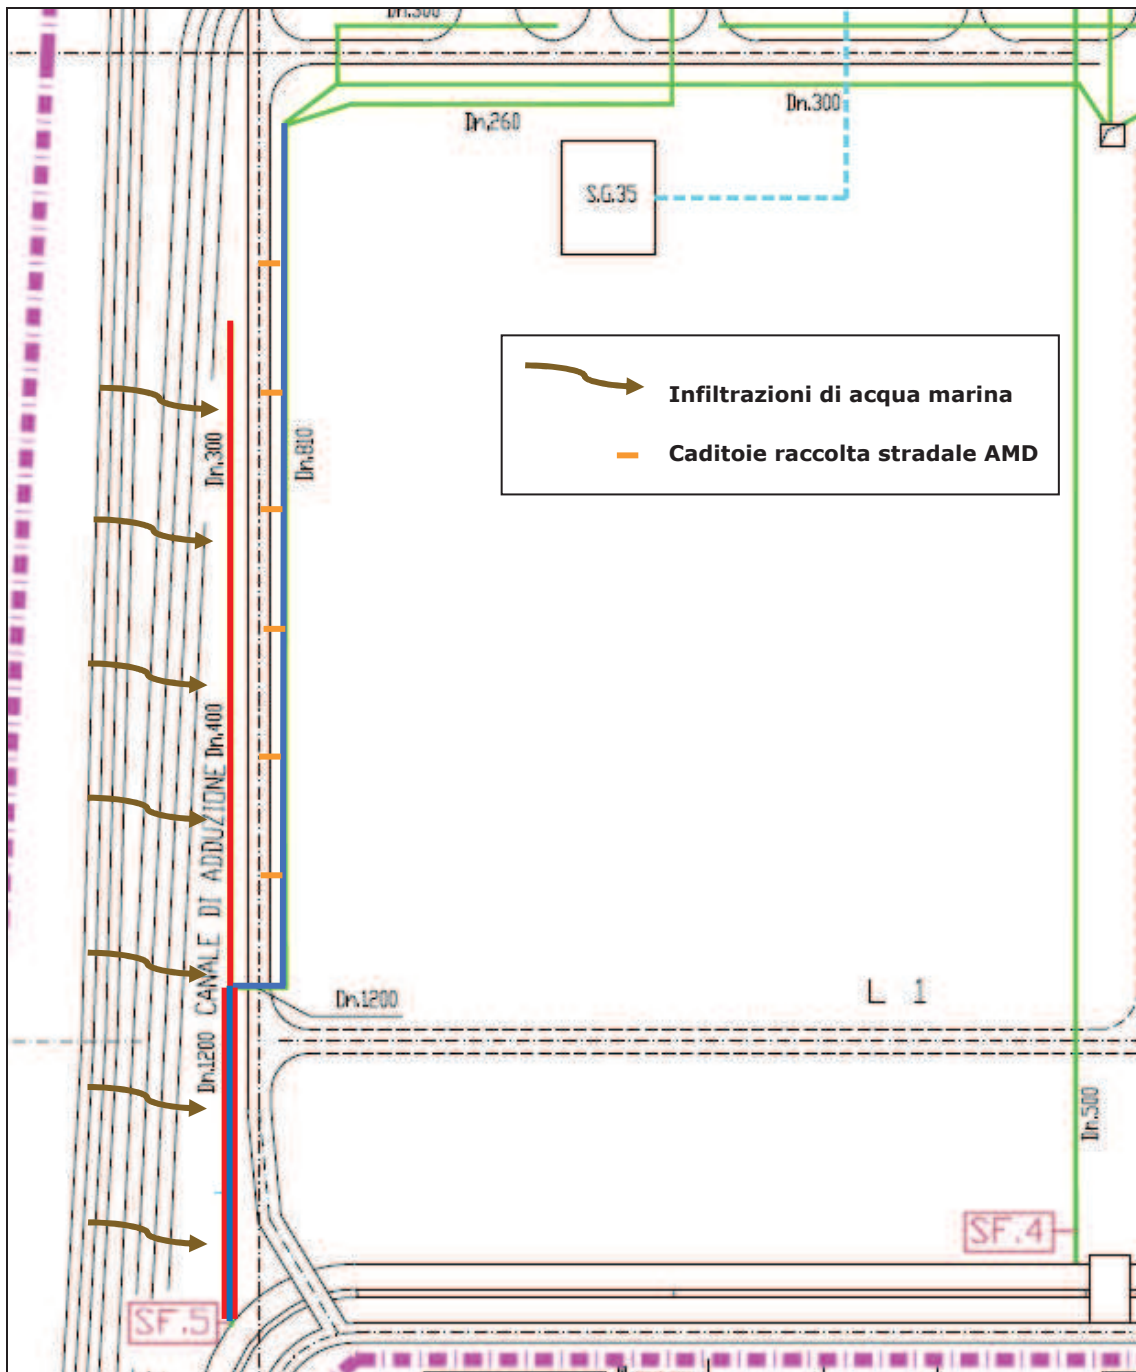 Dn.300
Dn.260
Dn.300
S.G.35
Infiltrazioni di acqua marina
Caditoie raccolta stradale AMD
Dn.300
Dn.810
Dn.400
CANALE DI ADDUZIONE
Dn.1200
L 1
Dn.1200
Dn.500
SF.4
SF.5